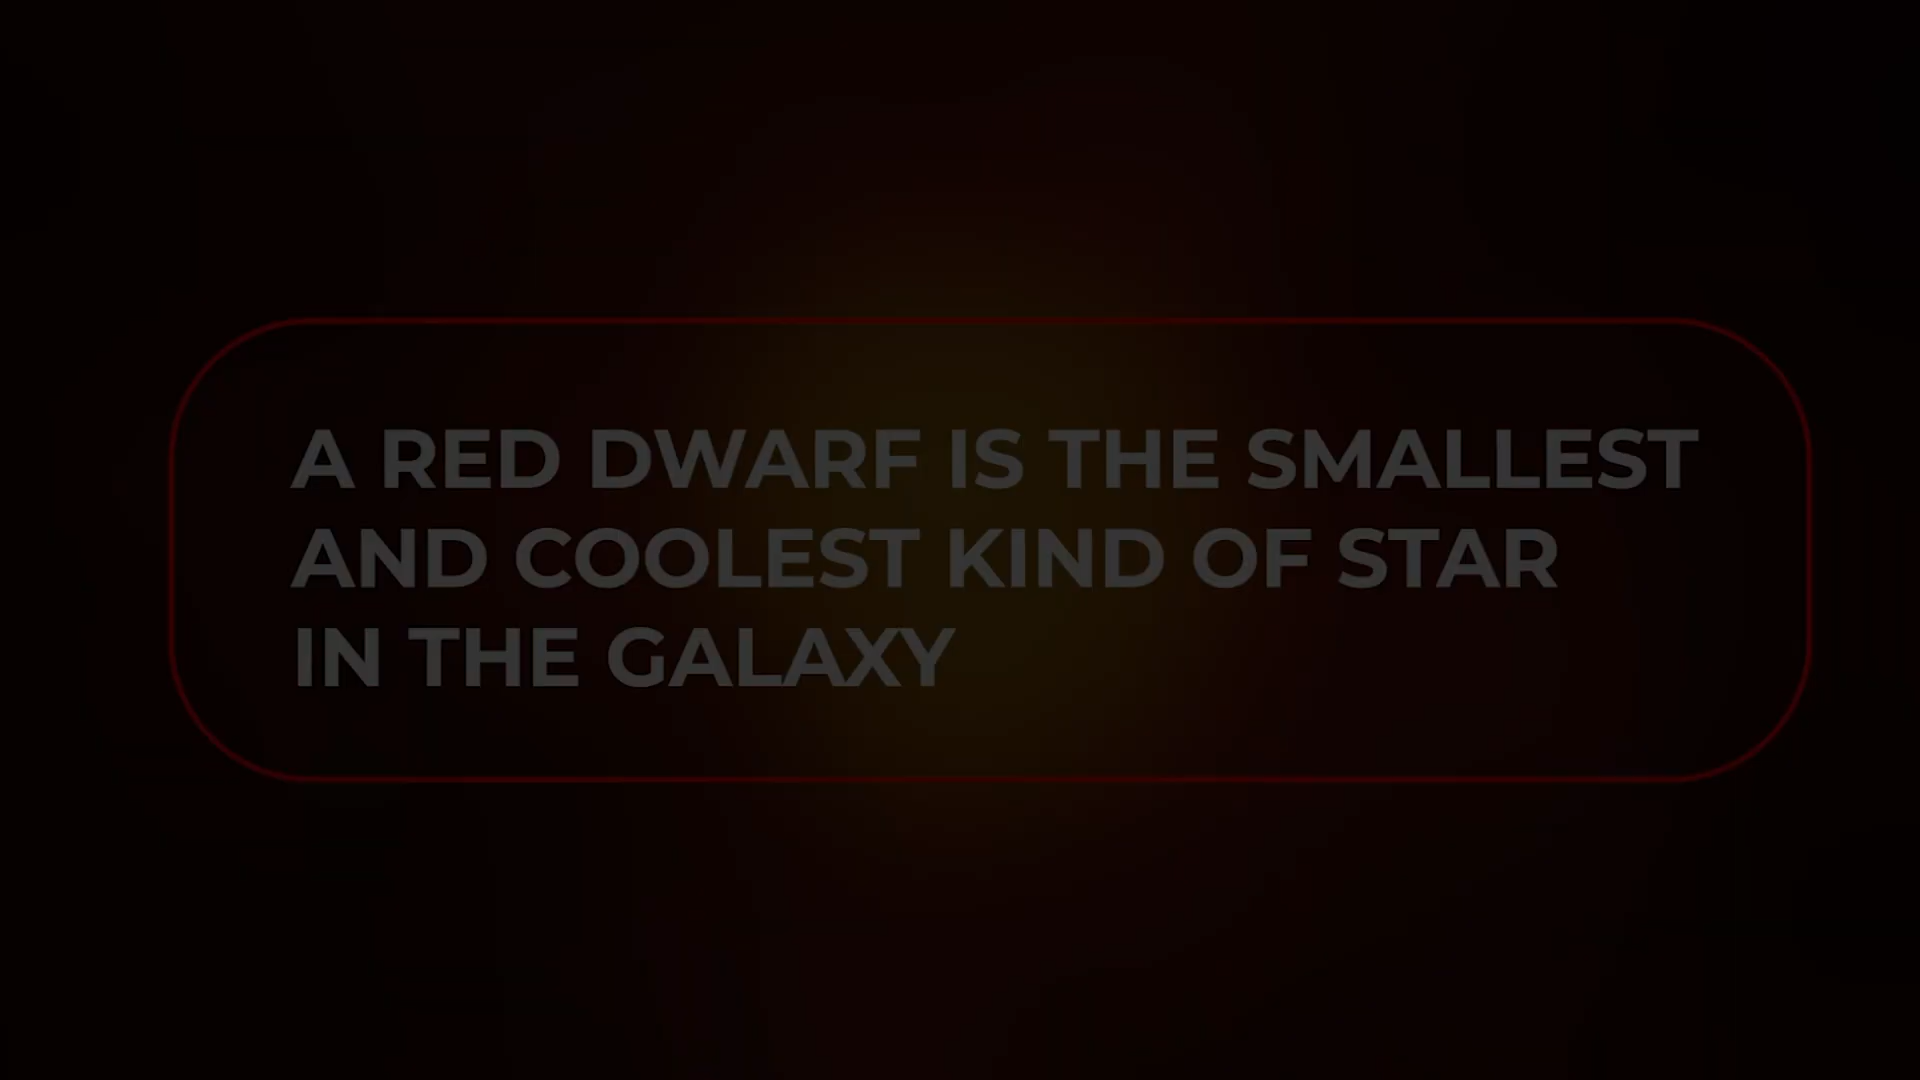 A RED DWARF IS THE SMALLEST
AND COOLEST KIND OF STAR
IN THE GALAXY